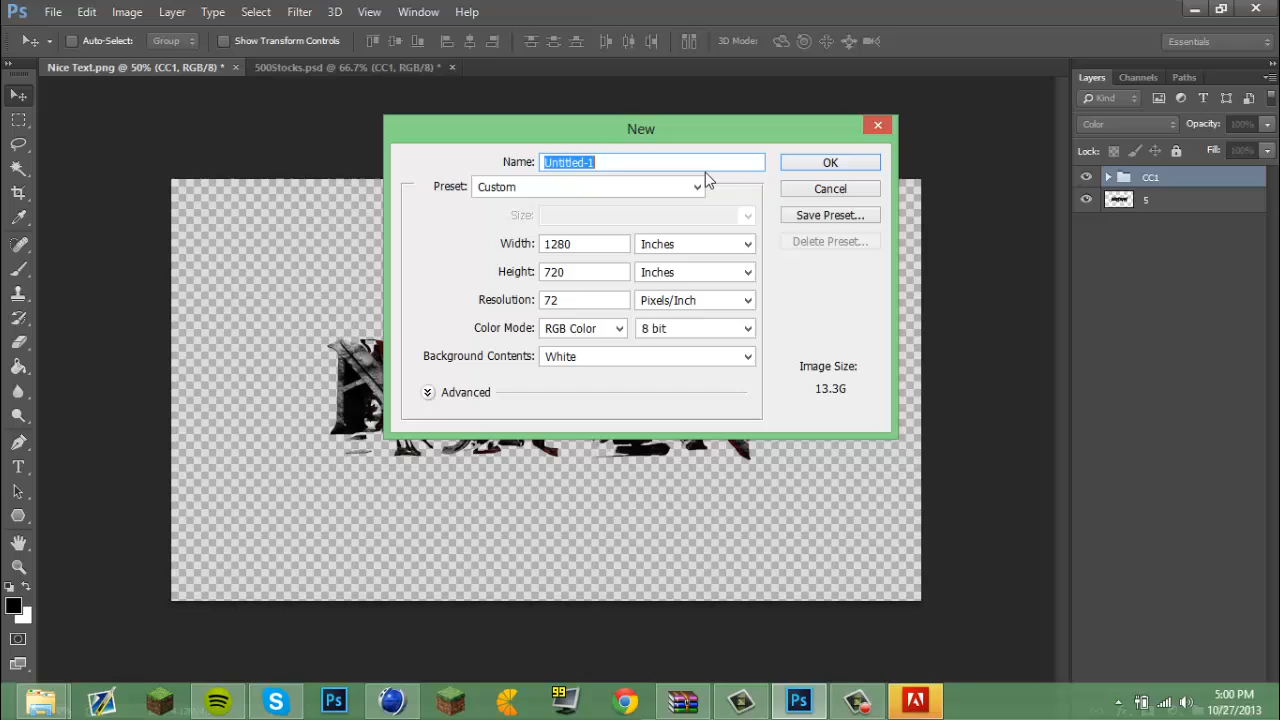 Ps File Edit Image Layer Type Select Filter 3D View Window Help
Auto-Select: Group Show Transform Controls 3D Mode: Essentials
Nice Text.png @ 50% (CC1, RGB/8) * × 500Stocks.psd @ 66.7% (CC1, RGB/8) * ×
Layers Channels Paths
Kind
Color Opacity: 100%
Lock: Fill: 100%
CC1
5
New
Name: Untitled-1 OK
Preset: Custom Cancel
Size: Save Preset...
Width: 1280 Inches Delete Preset...
Height: 720 Inches
Resolution: 72 Pixels/Inch
Color Mode: RGB Color 8 bit
Background Contents: White
Image Size:
13.3G
Advanced
99
Ps
Ps
5:00 PM
10/27/2013